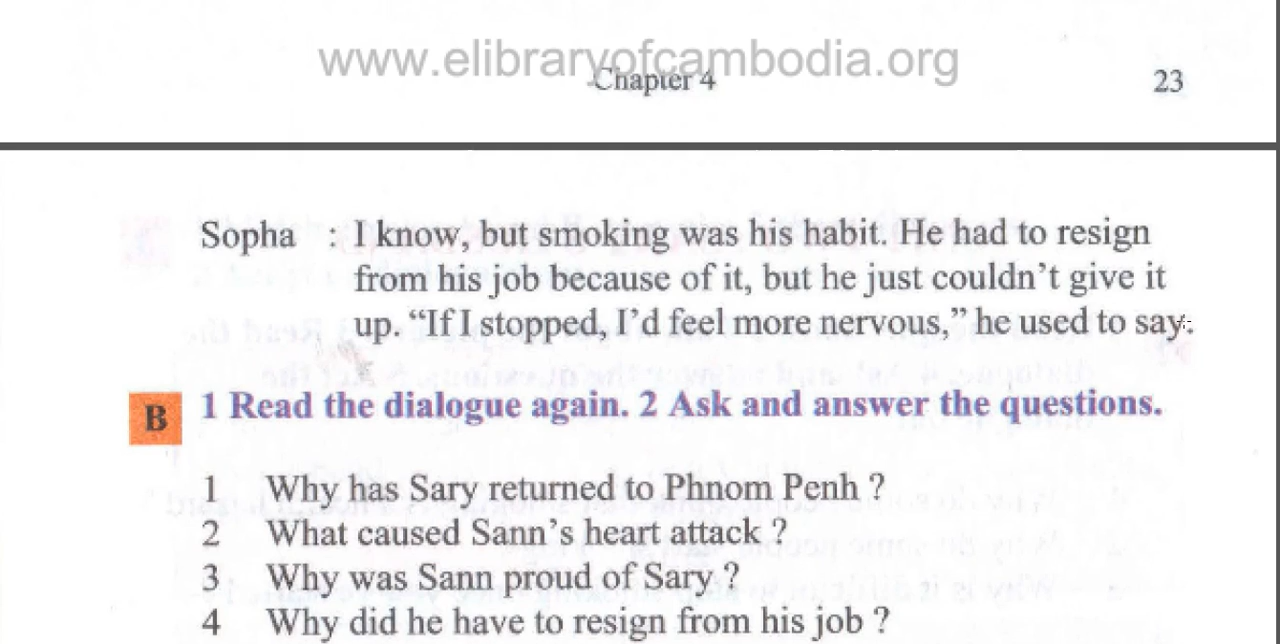 www.elibraryofcambodia.org
Chapter 4 23
Sopha : I know, but smoking was his habit. He had to resign
from his job because of it, but he just couldn't give it
up. “If I stopped, I'd feel more nervous,” he used to say.
B 1 Read the dialogue again. 2 Ask and answer the questions.
1 Why has Sary returned to Phnom Penh ?
2 What caused Sann's heart attack ?
3 Why was Sann proud of Sary ?
4 Why did he have to resign from his job ?